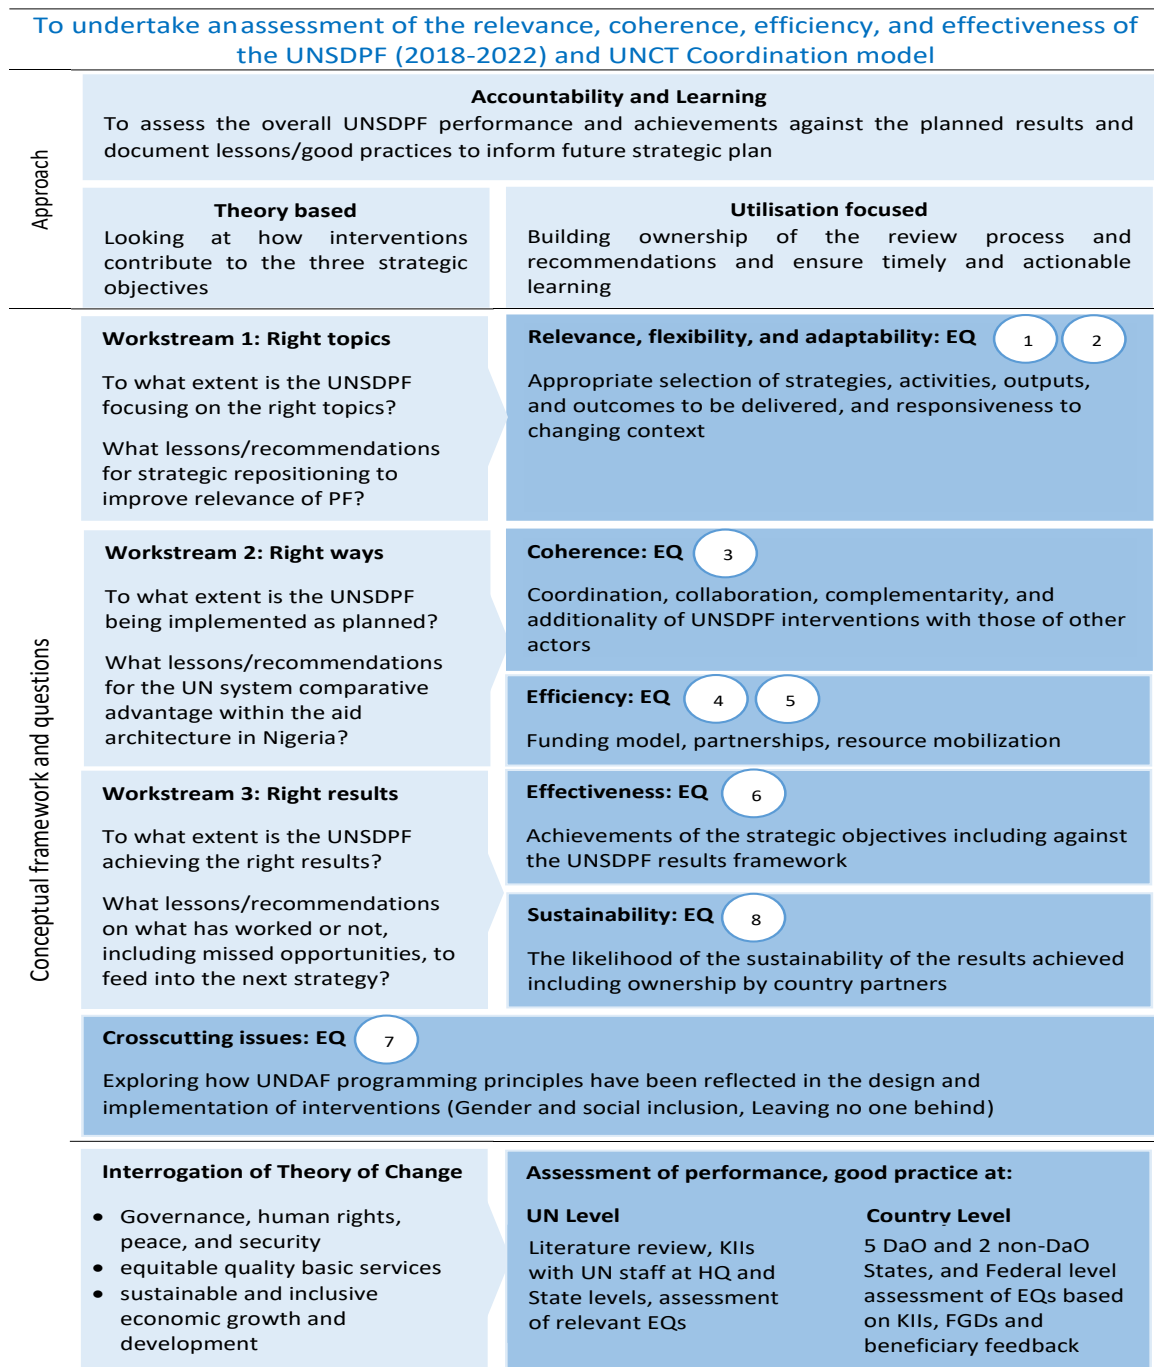 To undertake an assessment of the relevance, coherence, efficiency, and effectiveness of
the UNSDPF (2018-2022) and UNCT Coordination model
Approach
Accountability and Learning
To assess the overall UNSDPF performance and achievements against the planned results and
document lessons/good practices to inform future strategic plan
Theory based
Looking at how interventions
contribute to the three strategic
objectives
Utilisation focused
Building ownership of the review process and
recommendations and ensure timely and actionable
learning
Conceptual framework and questions
Workstream 1: Right topics
To what extent is the UNSDPF
focusing on the right topics?
What lessons/recommendations
for strategic repositioning to
improve relevance of PF?
Relevance, flexibility, and adaptability: EQ 1 2
Appropriate selection of strategies, activities, outputs,
and outcomes to be delivered, and responsiveness to
changing context
Workstream 2: Right ways
To what extent is the UNSDPF
being implemented as planned?
What lessons/recommendations
for the UN system comparative
advantage within the aid
architecture in Nigeria?
Coherence: EQ 3
Coordination, collaboration, complementarity, and
additionality of UNSDPF interventions with those of other
actors
Efficiency: EQ 4 5
Funding model, partnerships, resource mobilization
Workstream 3: Right results
To what extent is the UNSDPF
achieving the right results?
What lessons/recommendations
on what has worked or not,
including missed opportunities, to
feed into the next strategy?
Effectiveness: EQ 6
Achievements of the strategic objectives including against
the UNSDPF results framework
Sustainability: EQ 8
The likelihood of the sustainability of the results achieved
including ownership by country partners
Crosscutting issues: EQ 7
Exploring how UNDAF programming principles have been reflected in the design and
implementation of interventions (Gender and social inclusion, Leaving no one behind)
Interrogation of Theory of Change
• Governance, human rights,
peace, and security
• equitable quality basic services
• sustainable and inclusive
economic growth and
development
Assessment of performance, good practice at:
UN Level
Literature review, KIIs
with UN staff at HQ and
State levels, assessment
of relevant EQs
Country Level
5 DaO and 2 non-DaO
States, and Federal level
assessment of EQs based
on KIIs, FGDs and
beneficiary feedback